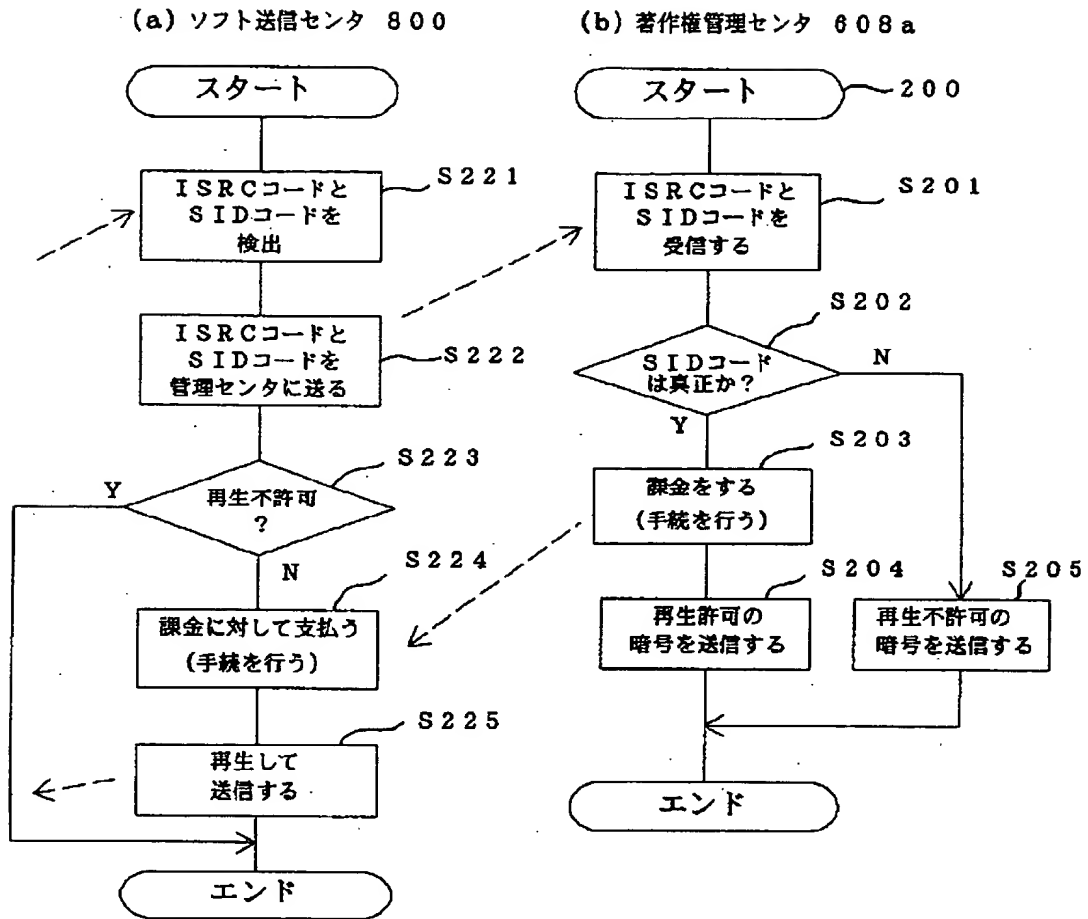 (a) ソフト送信センタ 800
スタート
S221
ISRCコードと
SIDコードを
検出
ISRCコードと
SIDコードを
管理センタに送る
S222
S223
再生不許可
?
Y
N
S224
課金に対して支払う
(手続を行う)
S225
再生して
送信する
エンド
(b) 著作権管理センタ 608a
スタート
200
S201
ISRCコードと
SIDコードを
受信する
S202
SIDコード
は真正か?
N
Y
S203
課金をする
(手続を行う)
S204
再生許可の
暗号を送信する
S205
再生不許可の
暗号を送信する
エンド